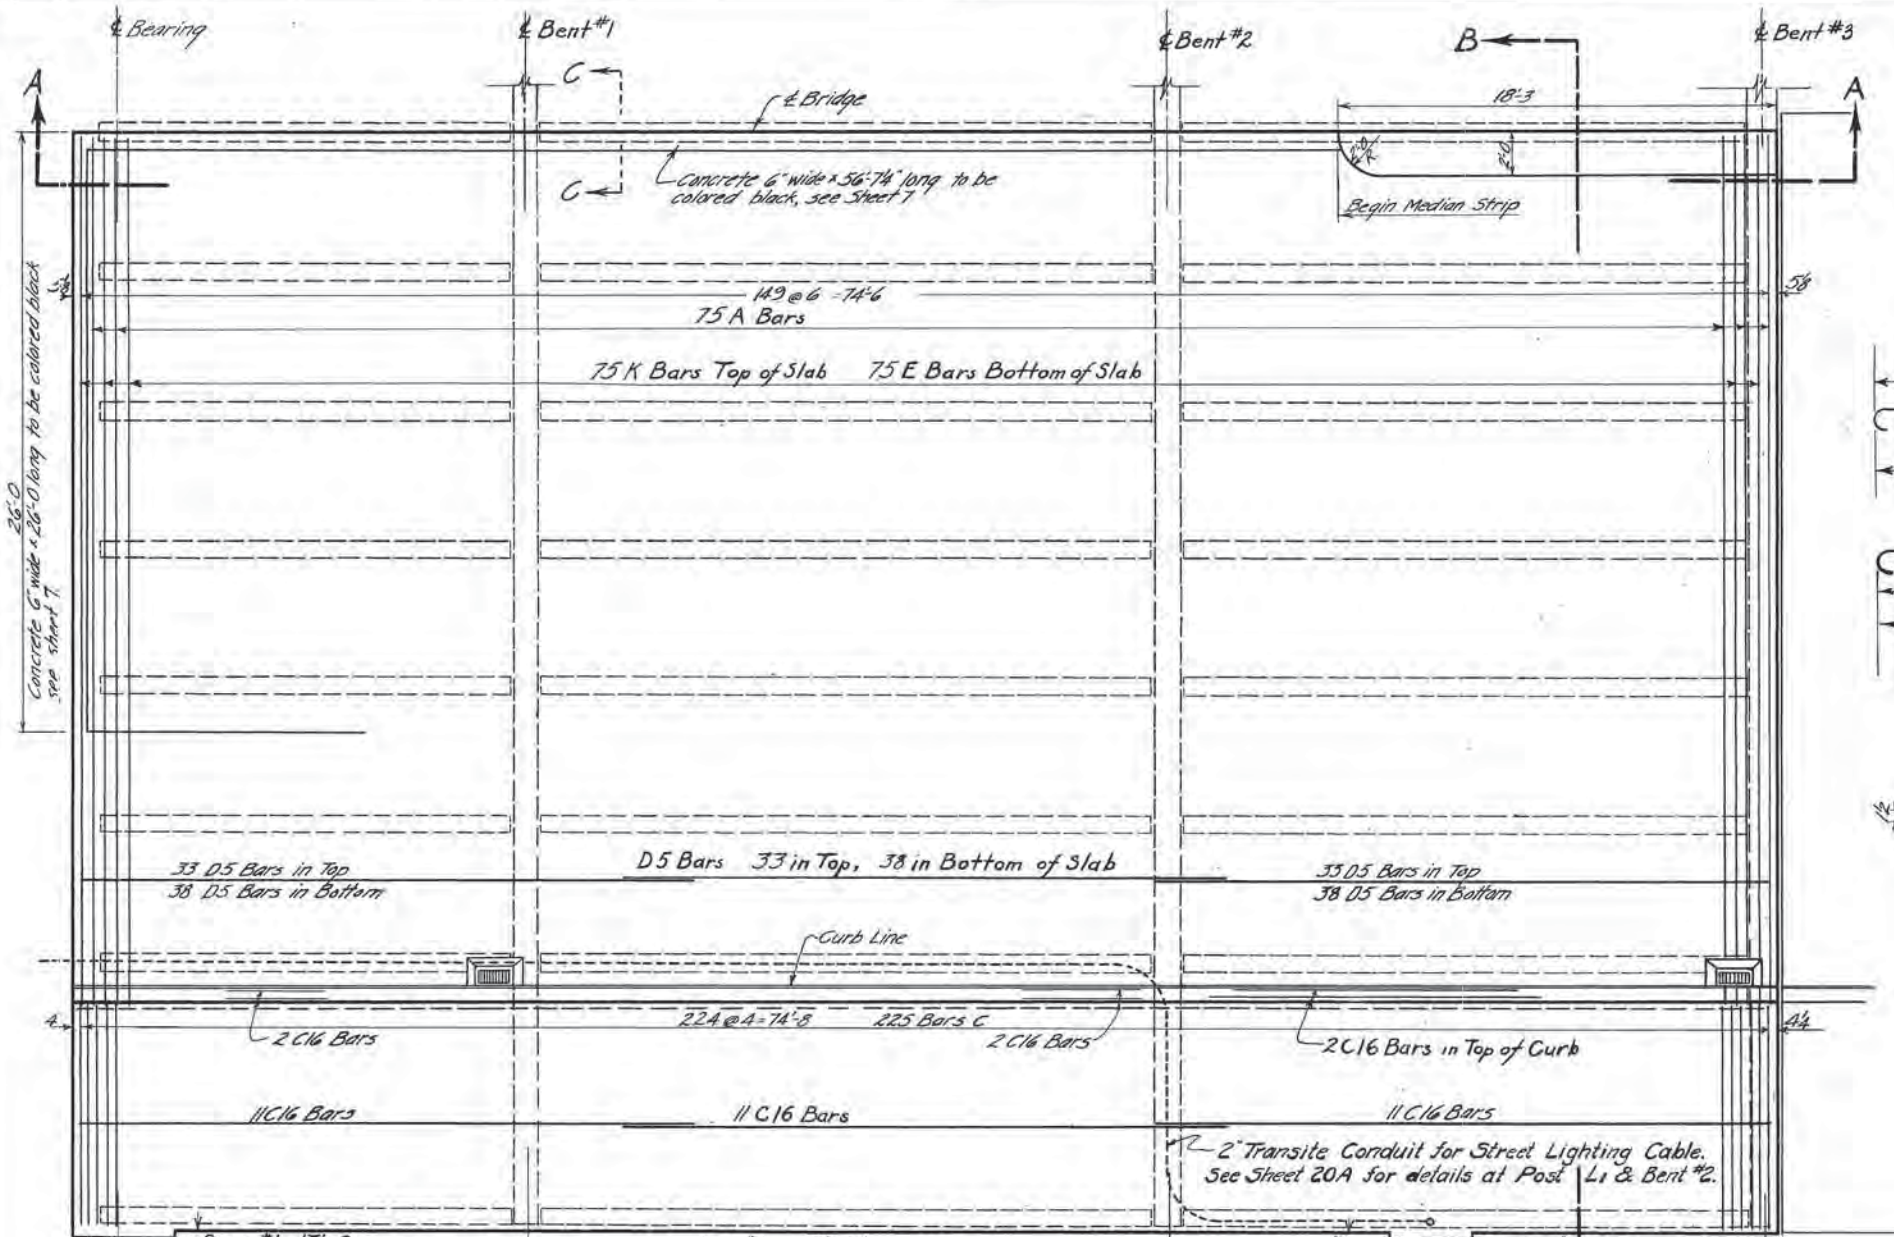 ℄ Bearing
℄ Bent #1
℄ Bent #2
B
℄ Bent #3
A
C
℄ Bridge
18'-3
A
2'-0 R
2'-0
C
Concrete 6" wide x 56'-7¼" long to be
colored black, see Sheet 7
Begin Median Strip
149 @ 6 = 74'-6
5⅝
75 A Bars
75 K Bars Top of Slab
75 E Bars Bottom of Slab
26'-0
Concrete 6" wide x 26'-0 long to be colored black
see sheet 7.
33 D5 Bars in Top
38 D5 Bars in Bottom
D5 Bars 33 in Top, 38 in Bottom of Slab
33 D5 Bars in Top
38 D5 Bars in Bottom
Curb Line
4
224 @ 4 = 74'-8
225 Bars C
4¼
2 C16 Bars
2 C16 Bars
2 C16 Bars in Top of Curb
11 C16 Bars
11 C16 Bars
11 C16 Bars
2" Transite Conduit for Street Lighting Cable.
See Sheet 20A for details at Post L1 & Bent #2.